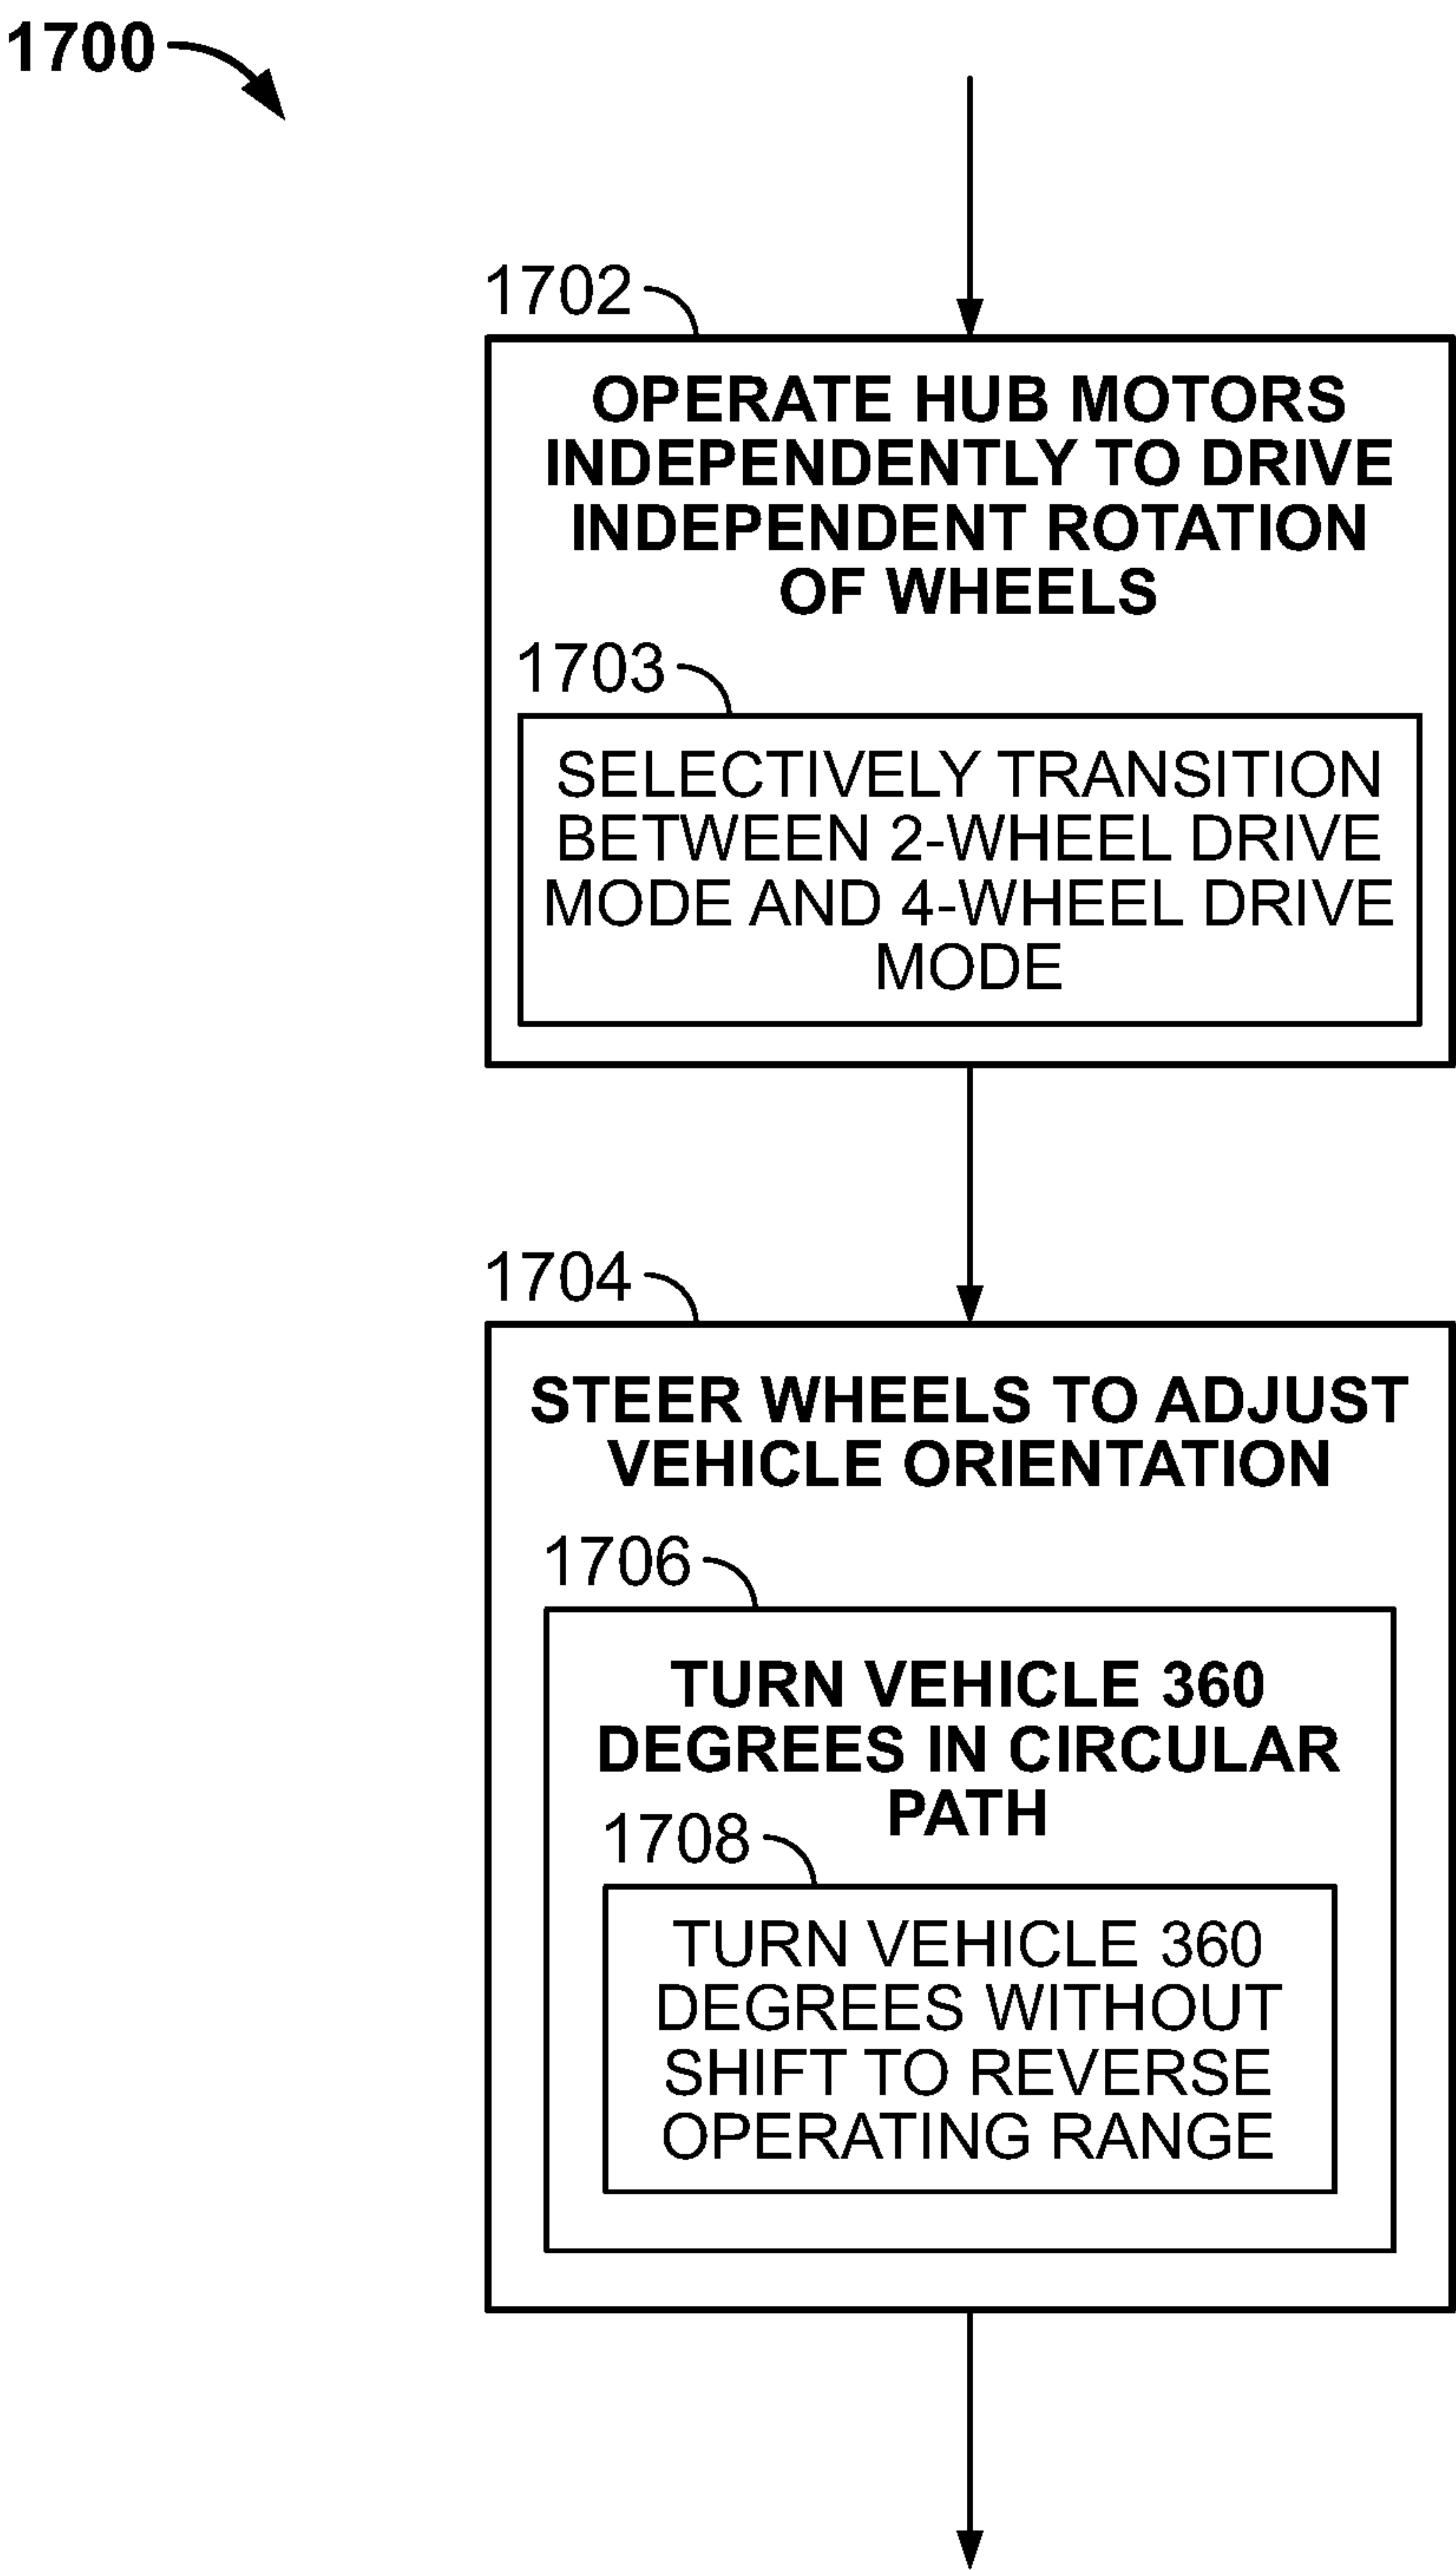 1700
1702
OPERATE HUB MOTORS
INDEPENDENTLY TO DRIVE
INDEPENDENT ROTATION
OF WHEELS
1703
SELECTIVELY TRANSITION
BETWEEN 2-WHEEL DRIVE
MODE AND 4-WHEEL DRIVE
MODE
1704
STEER WHEELS TO ADJUST
VEHICLE ORIENTATION
1706
TURN VEHICLE 360
DEGREES IN CIRCULAR
PATH
1708
TURN VEHICLE 360
DEGREES WITHOUT
SHIFT TO REVERSE
OPERATING RANGE